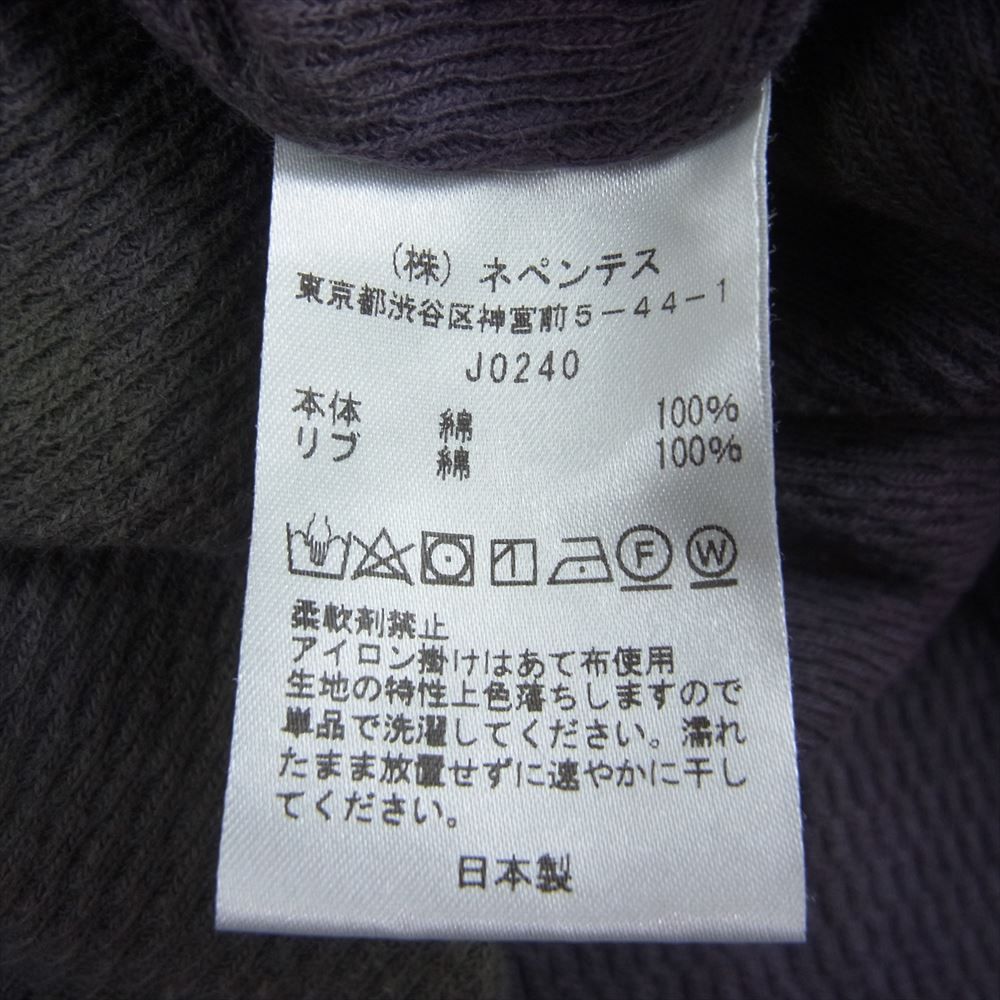 （株）ネペンテス
東京都渋谷区神宮前5-44-1
J0240
本体 綿 100%
リブ 綿 100%
F W
柔軟剤禁止
アイロン掛けはあて布使用
生地の特性上色落ちしますので
単品で洗濯してください。濡れ
たまま放置せずに速やかに干し
てください。
日本製